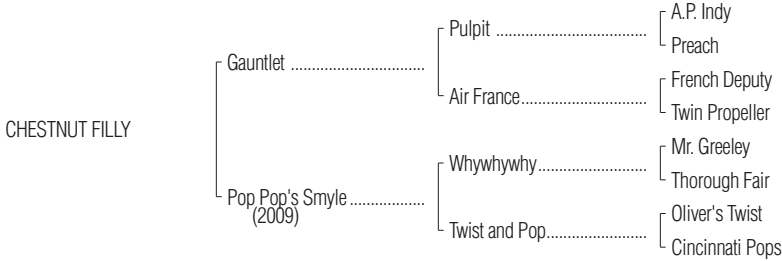 A.P. Indy
Pulpit ................................
Preach
Gauntlet ............................
French Deputy
Air France...........................
Twin Propeller
CHESTNUT FILLY
Mr. Greeley
Whywhywhy.......................
Thorough Fair
Pop Pop's Smyle ................
(2009)
Oliver's Twist
Twist and Pop.....................
Cincinnati Pops